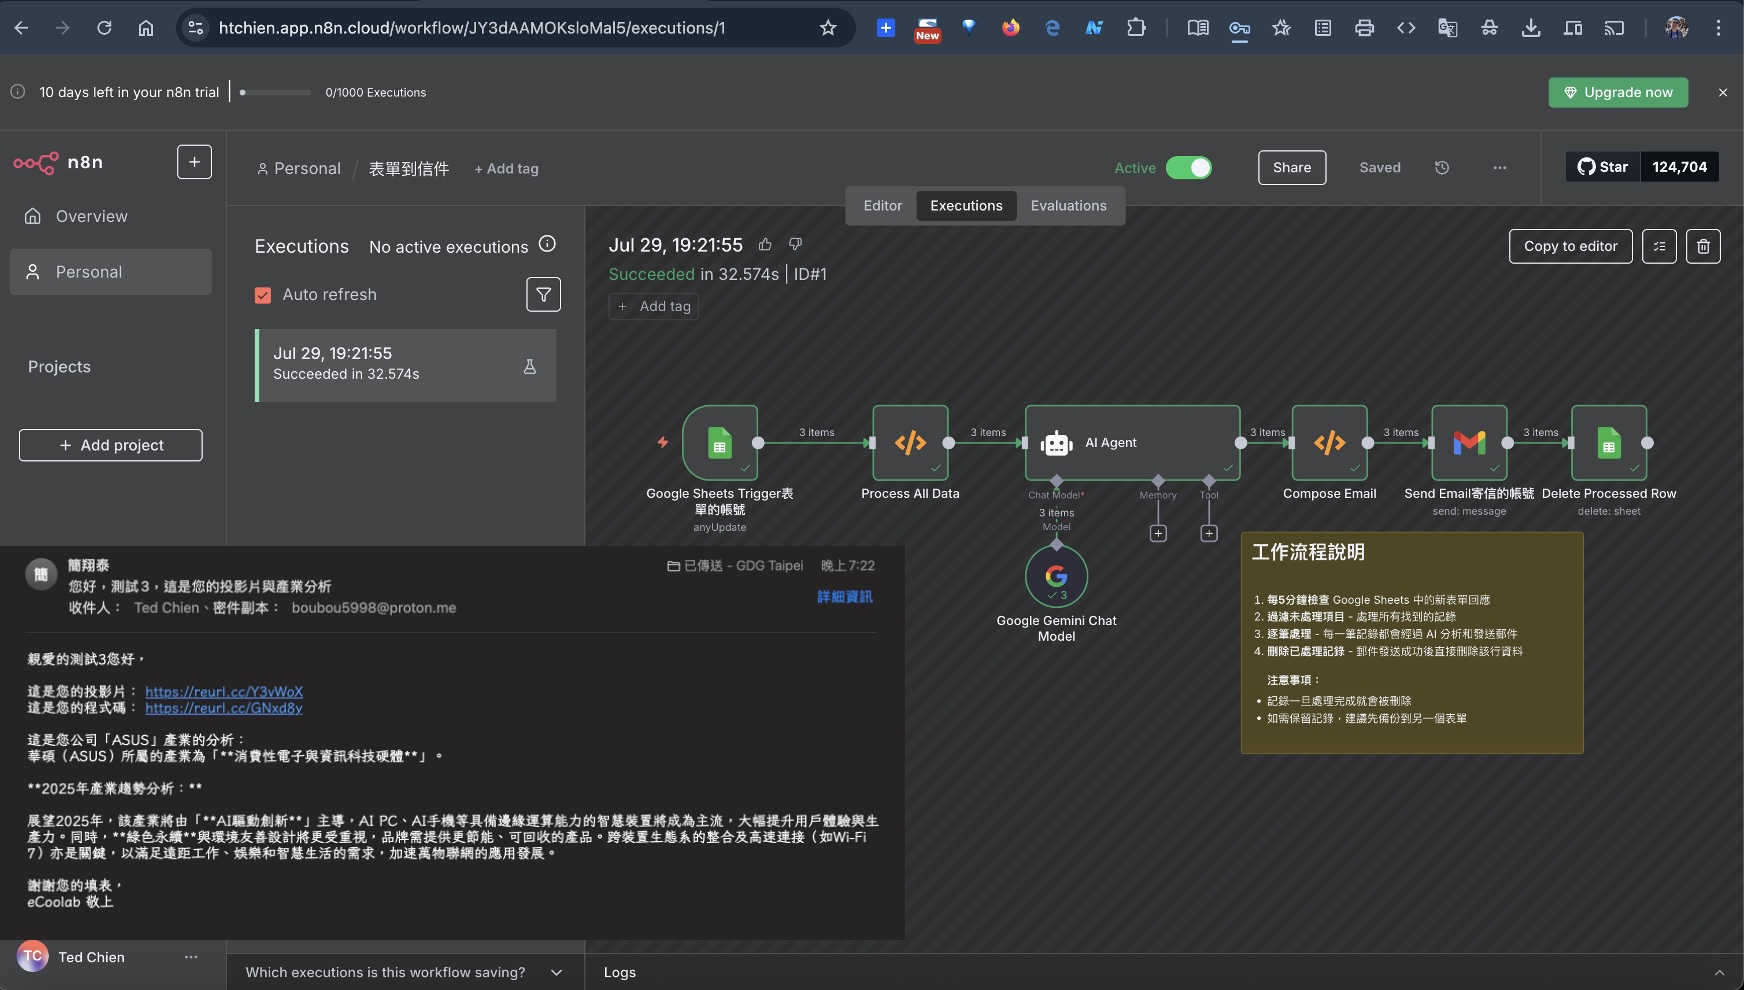 htchien.app.n8n.cloud/workflow/JY3dAAMOKsloMal5/executions/1
New
10 days left in your n8n trial
0/1000 Executions
Upgrade now
n8n
Personal / 表單到信件 + Add tag
Active
Share
Saved
Star 124,704
Editor
Executions
Evaluations
Overview
Personal
Projects
+ Add project
Executions
No active executions
Auto refresh
Jul 29, 19:21:55
Succeeded in 32.574s
Jul 29, 19:21:55
Succeeded in 32.574s | ID#1
+ Add tag
Copy to editor
3 items
3 items
AI Agent
3 items
3 items
3 items
Google Sheets Trigger表
單的帳號
anyUpdate
Process All Data
Chat Model*
Memory
Tool
3 items
Model
3
Google Gemini Chat
Model
Compose Email
Send Email寄信的帳號
send: message
Delete Processed Row
delete: sheet
工作流程說明
1. 每5分鐘檢查 Google Sheets 中的新表單回應
2. 過濾未處理項目 - 處理所有找到的記錄
3. 逐筆處理 - 每一筆記錄都會經過 AI 分析和發送郵件
4. 刪除已處理記錄 - 郵件發送成功後直接刪除該行資料
注意事項：
• 記錄一旦處理完成就會被刪除
• 如需保留記錄，建議先備份到另一個表單
簡
簡翔泰
已傳送 - GDG Taipei 晚上7:22
您好，測試3，這是您的投影片與產業分析
詳細資訊
收件人： Ted Chien、密件副本： boubou5998@proton.me
親愛的測試3您好，
這是您的投影片： https://reurl.cc/Y3vWoX
這是您的程式碼： https://reurl.cc/GNxd8y
這是您公司「ASUS」產業的分析：
華碩（ASUS）所屬的產業為「**消費性電子與資訊科技硬體**」。
**2025年產業趨勢分析：**
展望2025年，該產業將由「**AI驅動創新**」主導，AI PC、AI手機等具備邊緣運算能力的智慧裝置將成為主流，大幅提升用戶體驗與生
產力。同時，**綠色永續**與環境友善設計將更受重視，品牌需提供更節能、可回收的產品。跨裝置生態系的整合及高速連接（如Wi-Fi
7）亦是關鍵，以滿足遠距工作、娛樂和智慧生活的需求，加速萬物聯網的應用發展。
謝謝您的填表，
eCoolab 敬上
TC
Ted Chien
Which executions is this workflow saving?
Logs